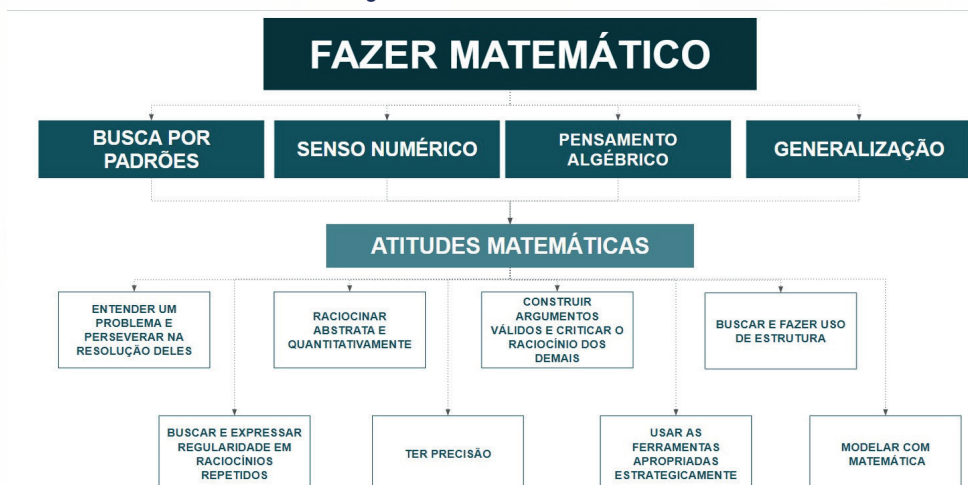 FAZER MATEMÁTICO
BUSCA POR
PADRÕES
SENSO NUMÉRICO
PENSAMENTO
ALGÉBRICO
GENERALIZAÇÃO
ATITUDES MATEMÁTICAS
ENTENDER UM
PROBLEMA E
PERSEVERAR NA
RESOLUÇÃO DELES
RACIOCINAR
ABSTRATA E
QUANTITATIVAMENTE
CONSTRUIR
ARGUMENTOS
VÁLIDOS E CRITICAR O
RACIOCÍNIO DOS
DEMAIS
BUSCAR E FAZER USO
DE ESTRUTURA
BUSCAR E EXPRESSAR
REGULARIDADE EM
RACIOCÍNIOS
REPETIDOS
TER PRECISÃO
USAR AS
FERRAMENTAS
APROPRIADAS
ESTRATEGICAMENTE
MODELAR COM
MATEMÁTICA